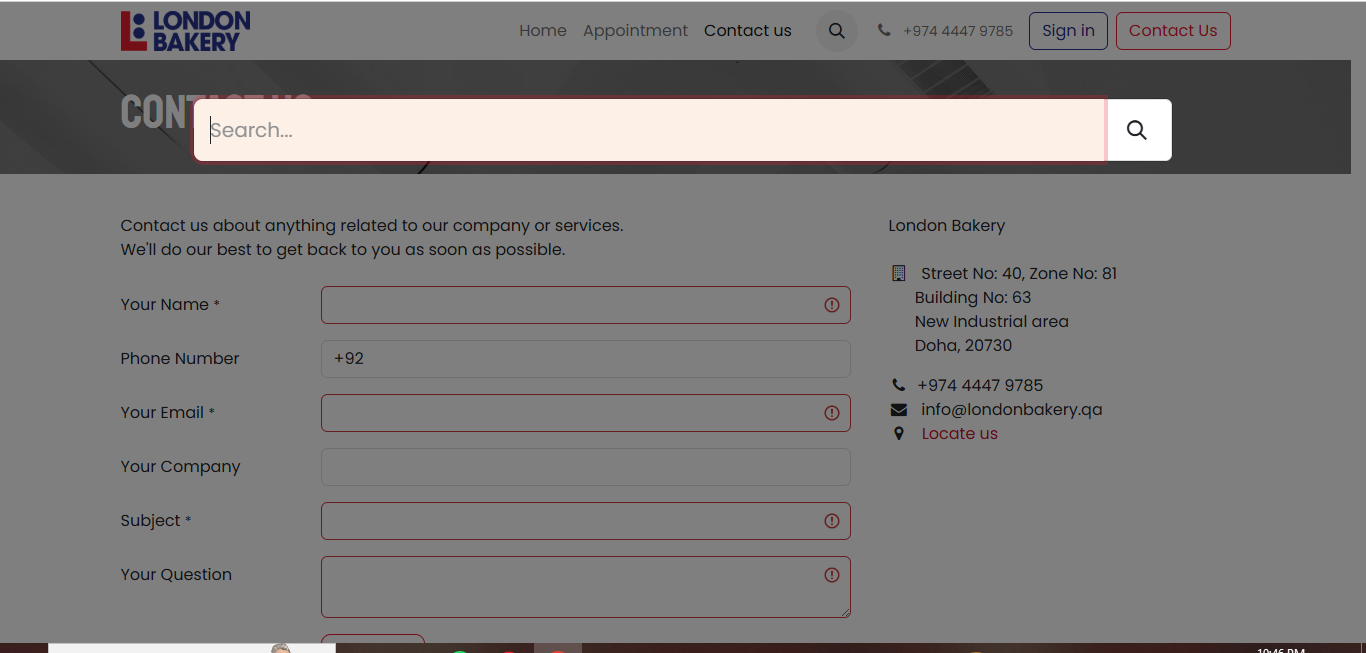 LONDON
BAKERY
Home Appointment Contact us +974 4447 9785 Sign in Contact Us
CONTACT US
Search...
Contact us about anything related to our company or services.
We'll do our best to get back to you as soon as possible.
Your Name *
Phone Number +92
Your Email *
Your Company
Subject *
Your Question
London Bakery
Street No: 40, Zone No: 81
Building No: 63
New Industrial area
Doha, 20730
+974 4447 9785
info@londonbakery.qa
Locate us
10:46 PM